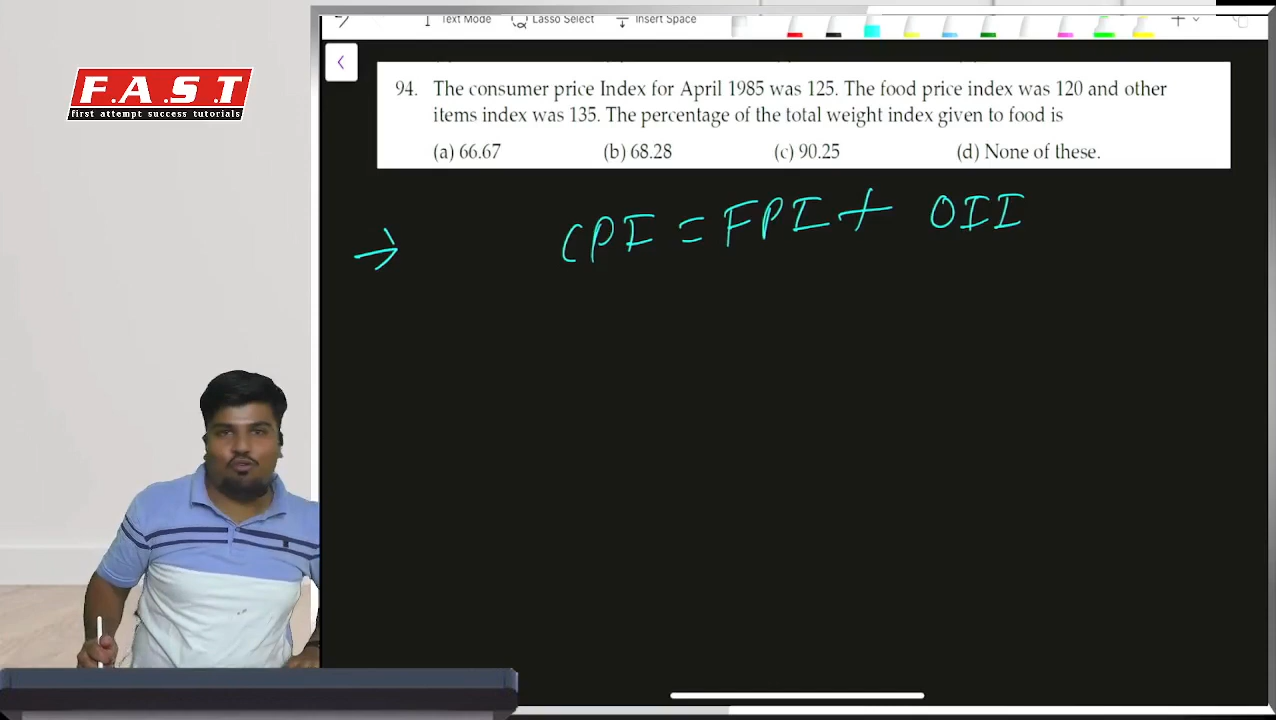 Text Mode Lasso Select Insert Space
F.A.S.T
first attempt success tutorials
94. The consumer price Index for April 1985 was 125. The food price index was 120 and other
items index was 135. The percentage of the total weight index given to food is
(a) 66.67 (b) 68.28 (c) 90.25 (d) None of these.
→ CPI = FPI + OII